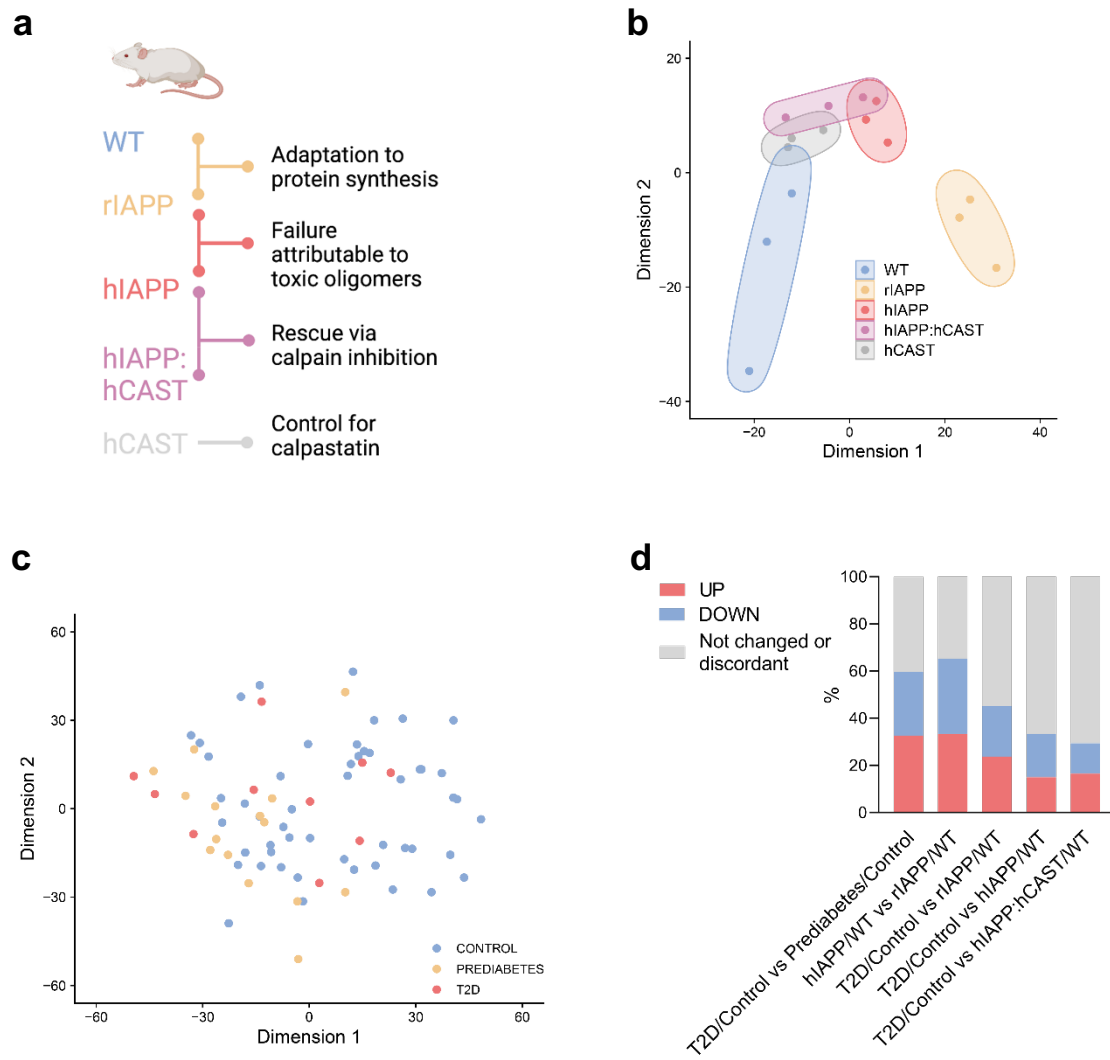 a
WT
rIAPP
hIAPP
hIAPP:
hCAST
hCAST
Adaptation to
protein synthesis
Failure
attributable to
toxic oligomers
Rescue via
calpain inhibition
Control for
calpastatin
b
20
0
−20
−40
−20
0
20
40
Dimension 2
Dimension 1
WT
rIAPP
hIAPP
hIAPP:hCAST
hCAST
c
60
30
0
−30
−60
−60
−30
0
30
60
Dimension 2
Dimension 1
CONTROL
PREDIABETES
T2D
d
UP
DOWN
Not changed or
discordant
100
80
60
40
20
0
%
T2D/Control vs Prediabetes/Control
hIAPP/WT vs rIAPP/WT
T2D/Control vs rIAPP/WT
T2D/Control vs hIAPP/WT
T2D/Control vs hIAPP:hCAST/WT